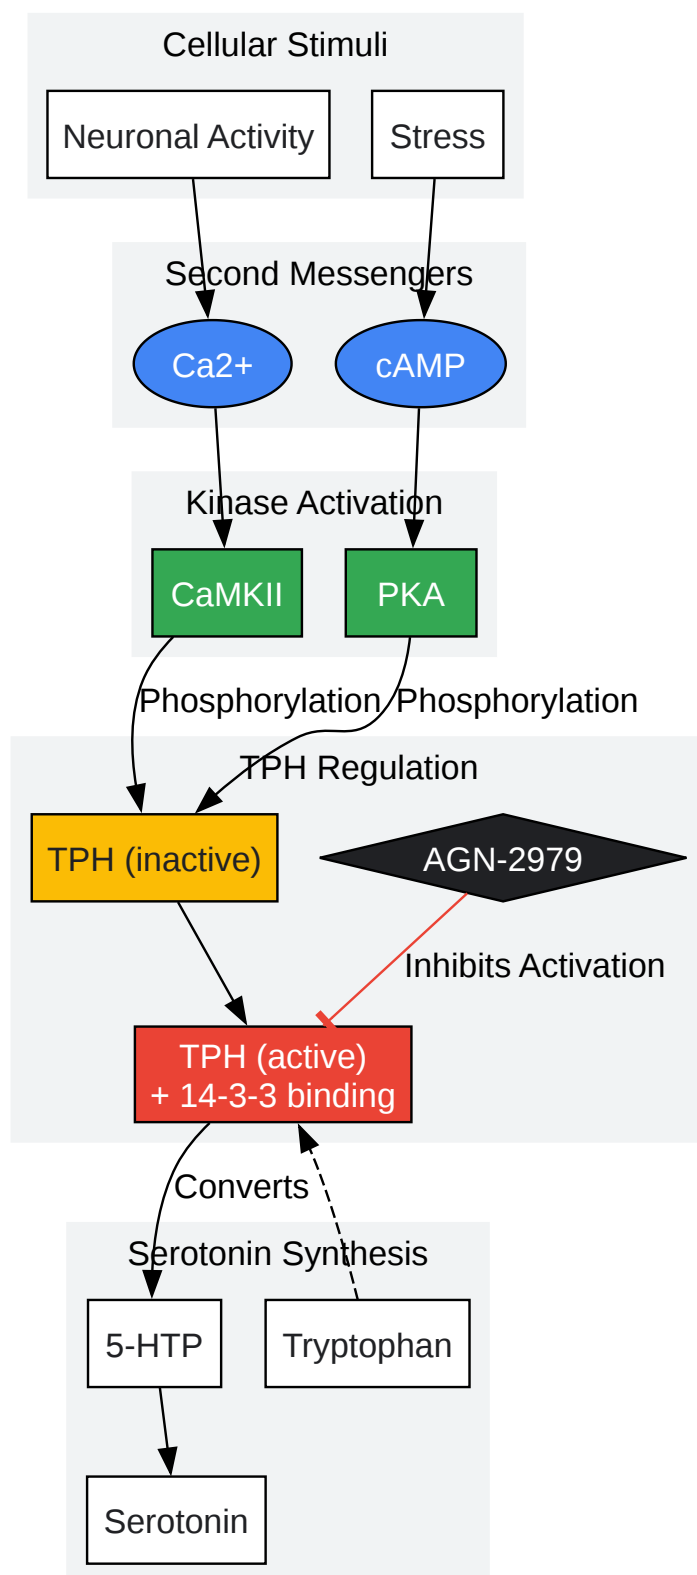 Cellular Stimuli
Neuronal Activity
Stress
Second Messengers
Ca2+
cAMP
Kinase Activation
CaMKII
PKA
Phosphorylation
Phosphorylation
TPH Regulation
TPH (inactive)
AGN-2979
Inhibits Activation
TPH (active)
+ 14-3-3 binding
Converts
Serotonin Synthesis
5-HTP
Tryptophan
Serotonin